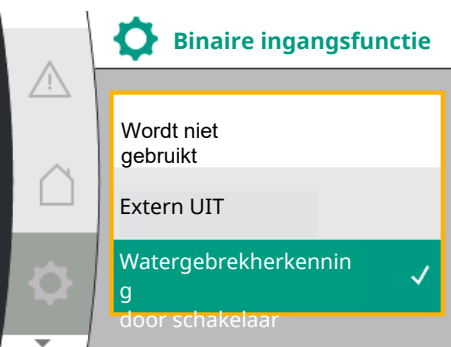 Binaire ingangsfunctie
Wordt niet
gebruikt
Extern UIT
Watergebrekherkennin
g
door schakelaar